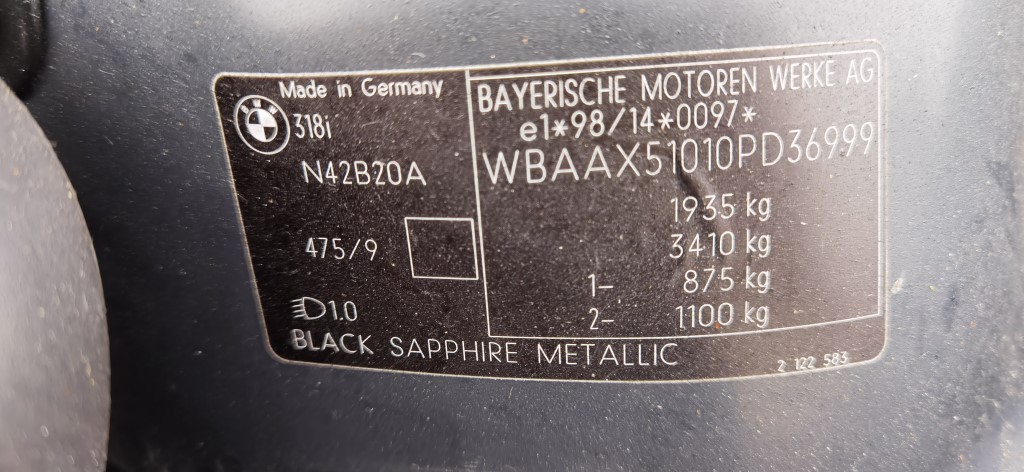 Made in Germany
BMW
318i
N42B20A
475/9
1.0
BLACK SAPPHIRE METALLIC
BAYERISCHE MOTOREN WERKE AG
e1*98/14*0097*
WBAAX51010PD36999
1935 kg
3410 kg
1– 875 kg
2– 1100 kg
2 122 583